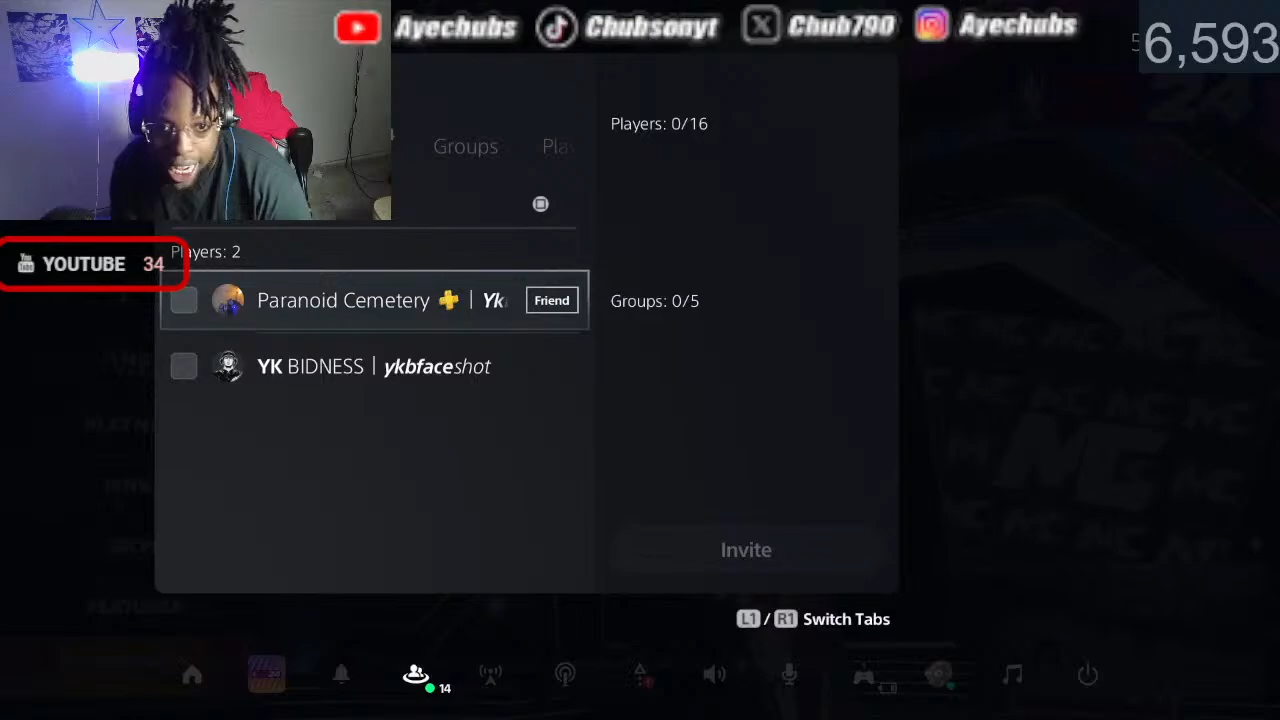 Ayechubs Chubsonyt Chub790 Ayechubs
6,593
Players: 0/16
Groups
YOUTUBE 34
Players: 2
Paranoid Cemetery | Yk
Friend
Groups: 0/5
YK BIDNESS | ykbfaceshot
Invite
L1 / R1 Switch Tabs
14